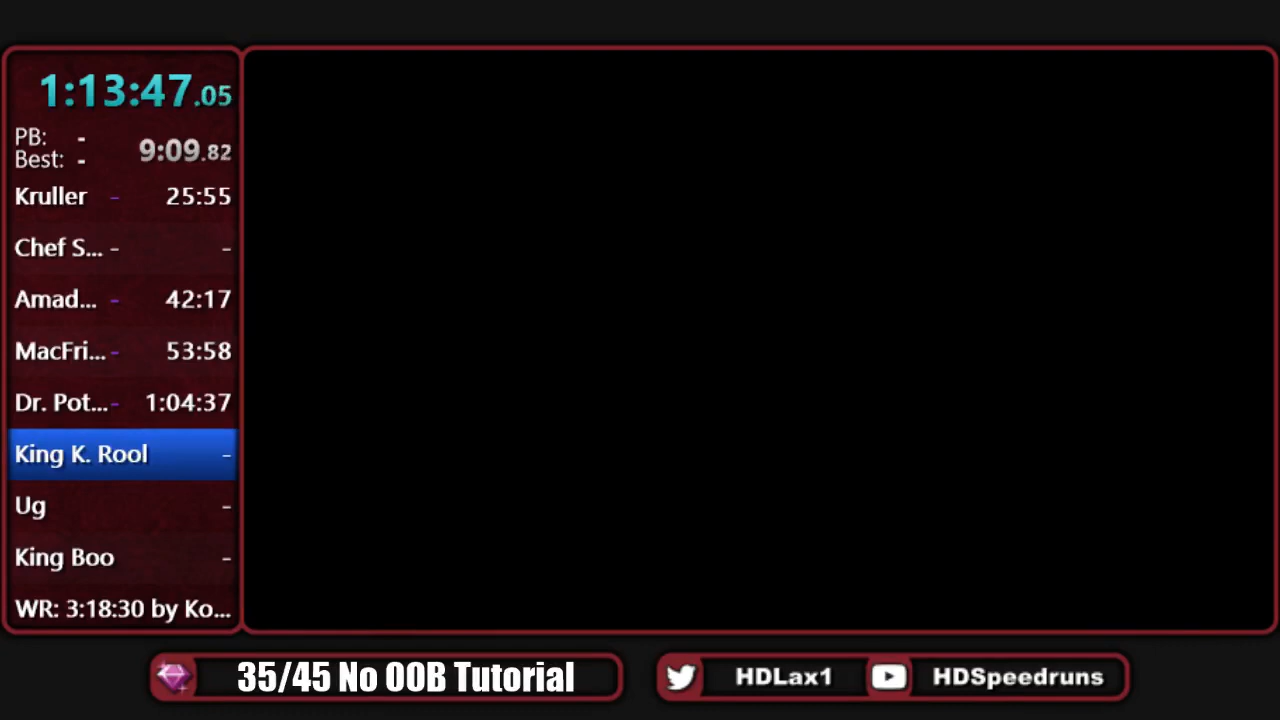 1:13:47.05
PB: -
Best: - 9:09.82
Kruller - 25:55
Chef S... - -
Amad... - 42:17
MacFri... - 53:58
Dr. Pot... - 1:04:37
King K. Rool -
Ug -
King Boo -
WR: 3:18:30 by Ko...
35/45 No OOB Tutorial
HDLax1
HDSpeedruns